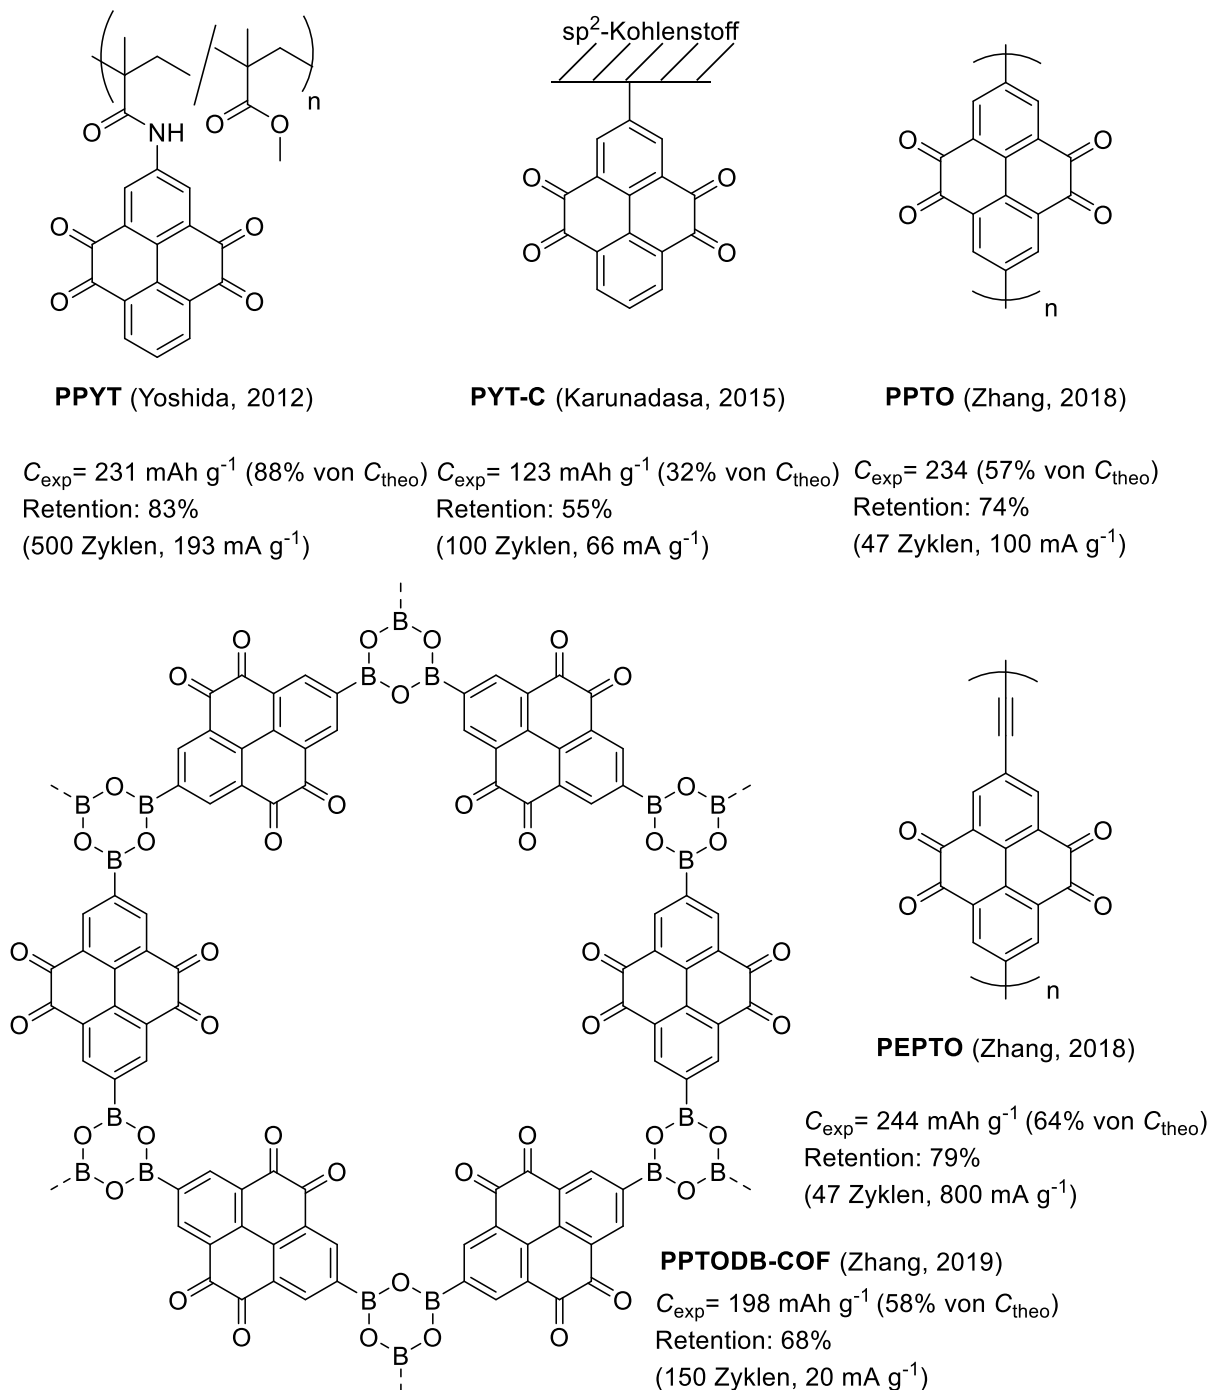 sp²-Kohlenstoff
n
O
NH
O
O
O
O
O
O
O
O
O
O
O
O
O
O
n
PPYT (Yoshida, 2012)
PYT-C (Karunadasa, 2015)
PPTO (Zhang, 2018)
Cexp= 231 mAh g-1 (88% von Ctheo)
Retention: 83%
(500 Zyklen, 193 mA g-1)
Cexp= 123 mAh g-1 (32% von Ctheo)
Retention: 55%
(100 Zyklen, 66 mA g-1)
Cexp= 234 (57% von Ctheo)
Retention: 74%
(47 Zyklen, 100 mA g-1)
B
O O
B B
O
O O O O
O O O O
B O B
O O
B
B O B
O O
B
O O O O
O O O O
O O
O O
n
PEPTO (Zhang, 2018)
Cexp= 244 mAh g-1 (64% von Ctheo)
Retention: 79%
(47 Zyklen, 800 mA g-1)
B
O O
B B
O
B
O O
B B
O
O O O O
O O O O
B O B
O O
B
PPTODB-COF (Zhang, 2019)
Cexp= 198 mAh g-1 (58% von Ctheo)
Retention: 68%
(150 Zyklen, 20 mA g-1)